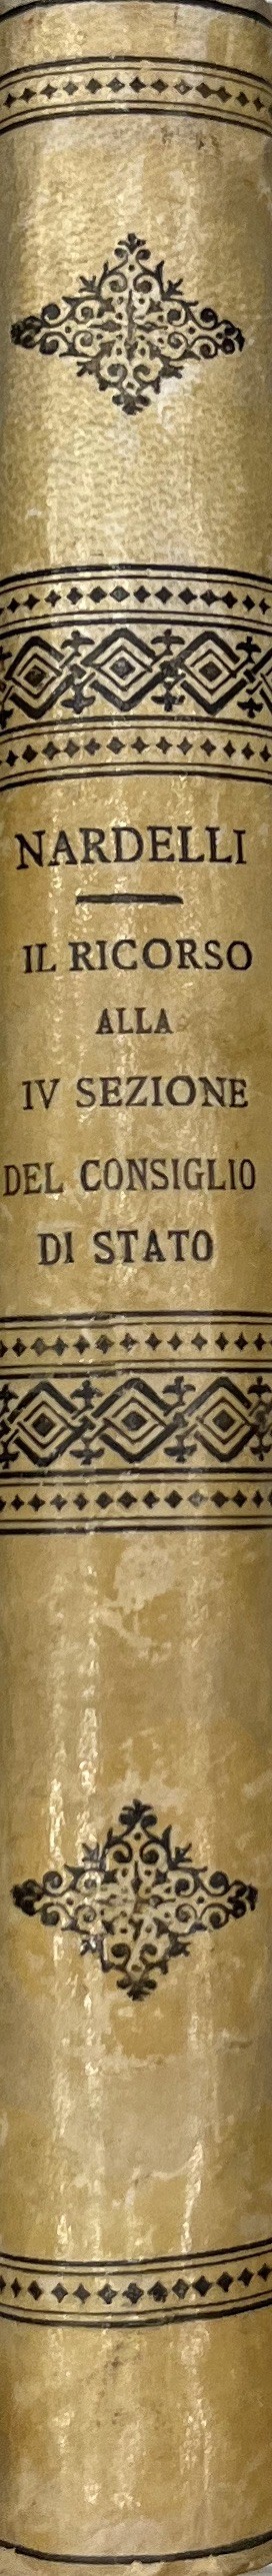 NARDELLI
IL RICORSO
ALLA
IV SEZIONE
DEL CONSIGLIO
DI STATO